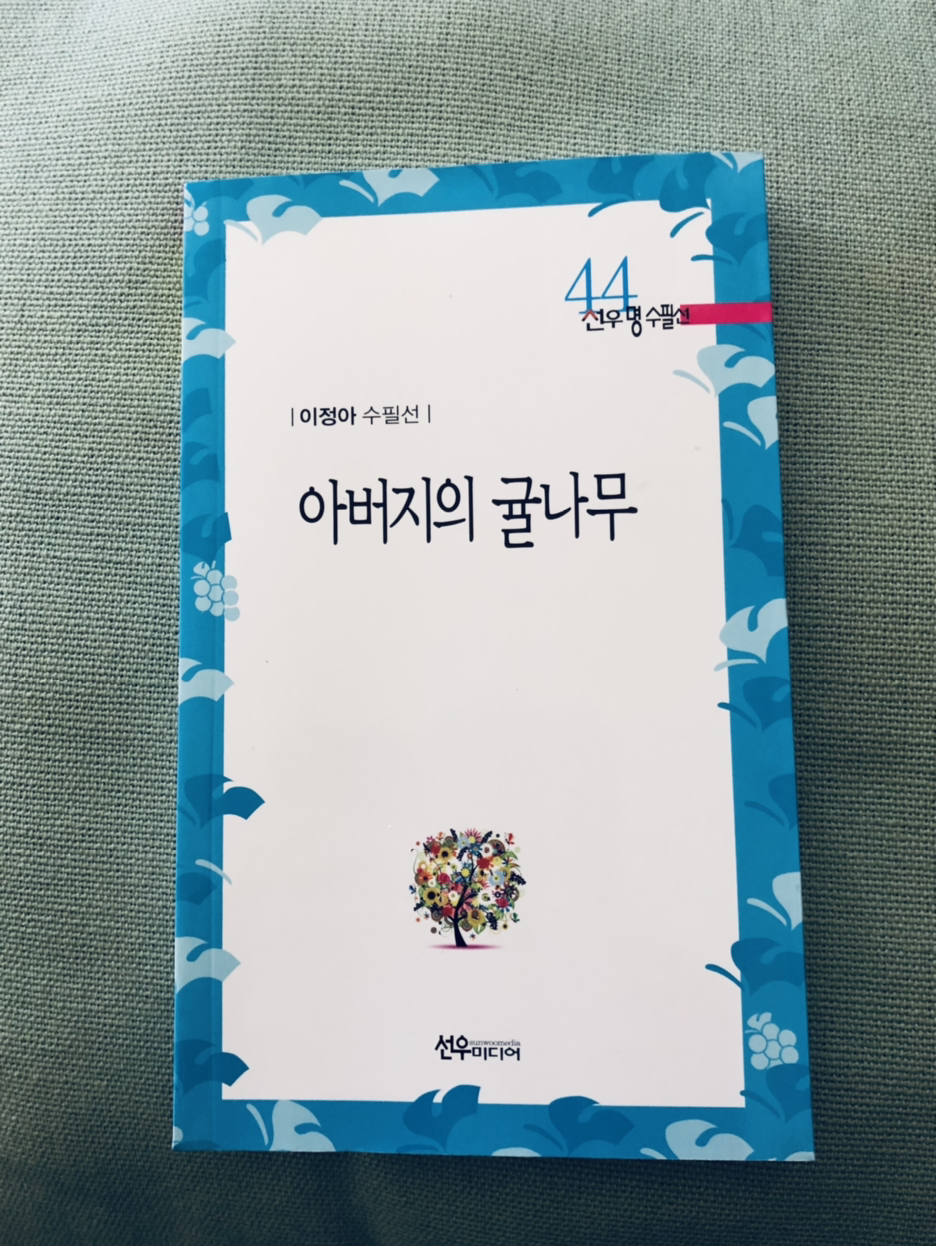 44
선우 명 수필선
| 이정아 수필선 |
아버지의 귤나무
sunwoomedia
선우미디어